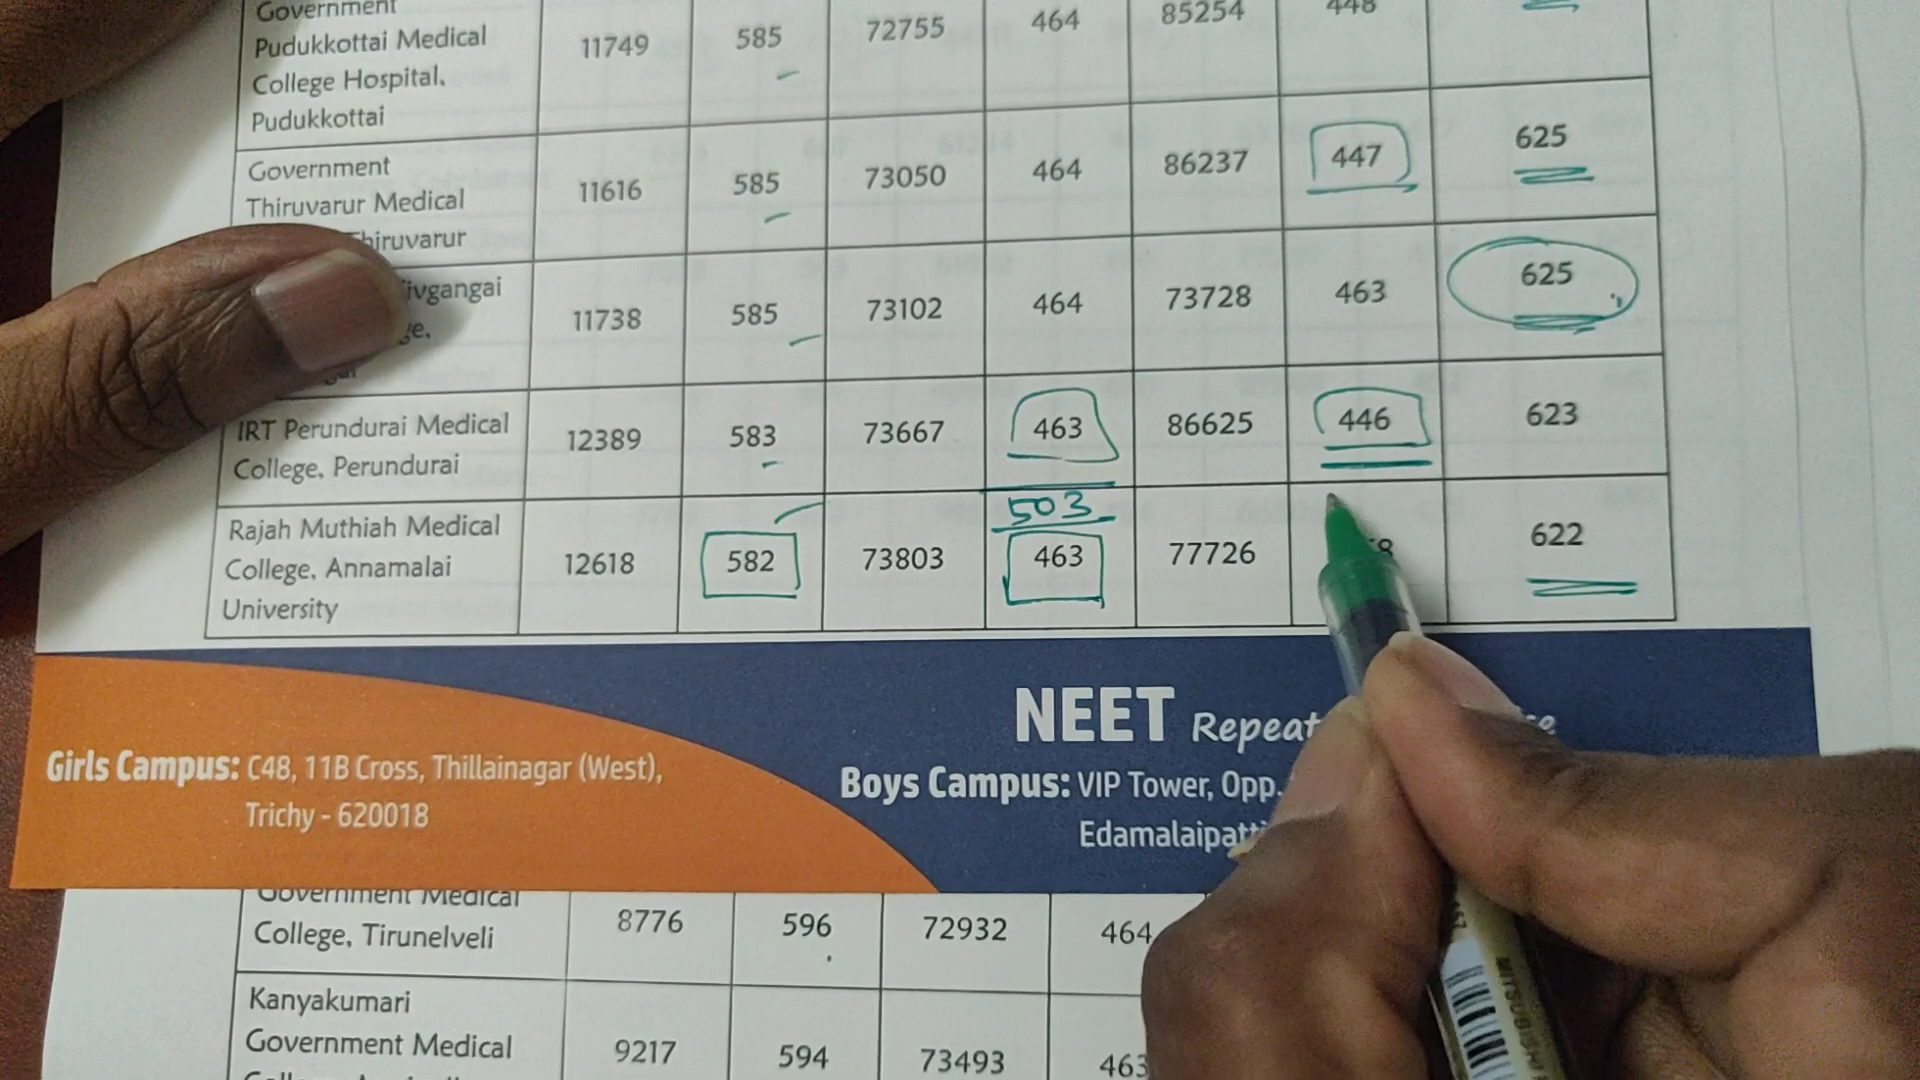 Government
Pudukkottai Medical
College Hospital,
Pudukkottai
11749 585 72755 464 85254 448
Government
Thiruvarur Medical
Thiruvarur
11616 585 73050 464 86237 447 625
11738 585 73102 464 73728 463 625
IRT Perundurai Medical
College, Perundurai
12389 583 73667 463 86625 446 623
Rajah Muthiah Medical
College, Annamalai
University
503
12618 582 73803 463 77726 622
NEET Repeat
Girls Campus: C48, 11B Cross, Thillainagar (West),
Trichy - 620018
Boys Campus: VIP Tower, Opp.
Government Medical
College, Tirunelveli
8776 596 72932 464
Kanyakumari
Government Medical
9217 594 73493 463